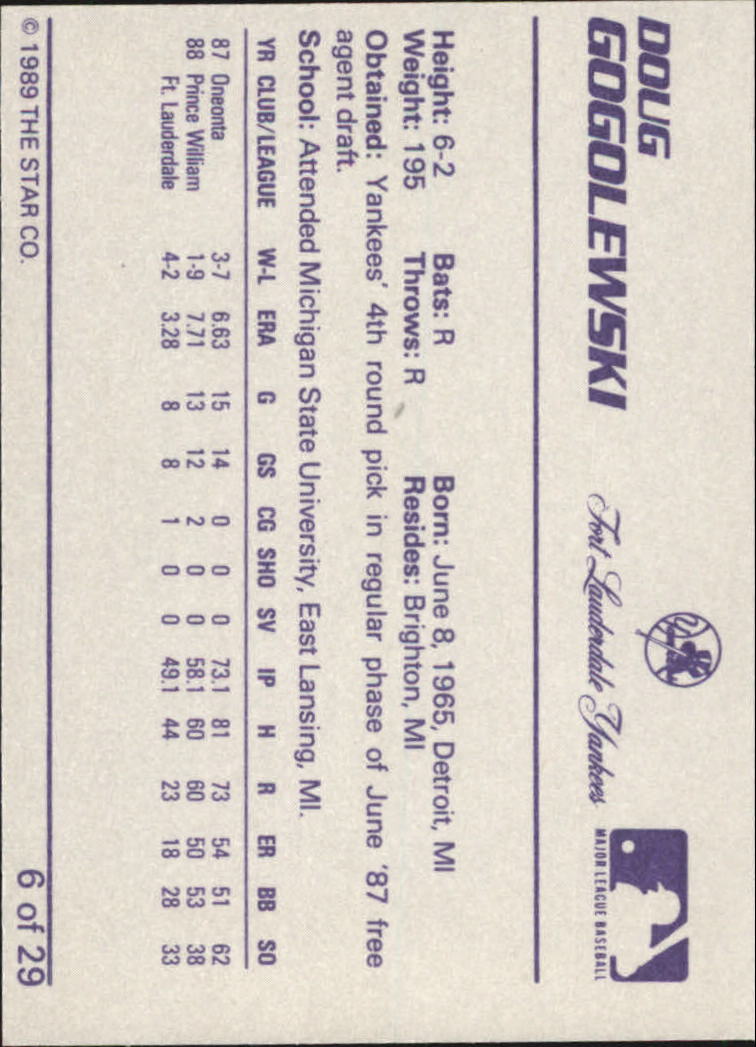 DOUG
GOGOLEWSKI
Fort Lauderdale Yankees
MAJOR LEAGUE BASEBALL
Height: 6-2 Bats: R Born: June 8, 1965, Detroit, MI
Weight: 195 Throws: R Resides: Brighton, MI
Obtained: Yankees' 4th round pick in regular phase of June '87 free
agent draft.
School: Attended Michigan State University, East Lansing, MI.
YR CLUB/LEAGUE W-L ERA G GS CG SHO SV IP H R ER BB SO
87 Oneonta 3-7 6.63 15 14 0 0 0 73.1 81 73 54 51 62
88 Prince William 1-9 7.71 13 12 2 0 0 58.1 60 60 50 53 38
Ft. Lauderdale 4-2 3.28 8 8 1 0 0 49.1 44 23 18 28 33
© 1989 THE STAR CO. 6 of 29